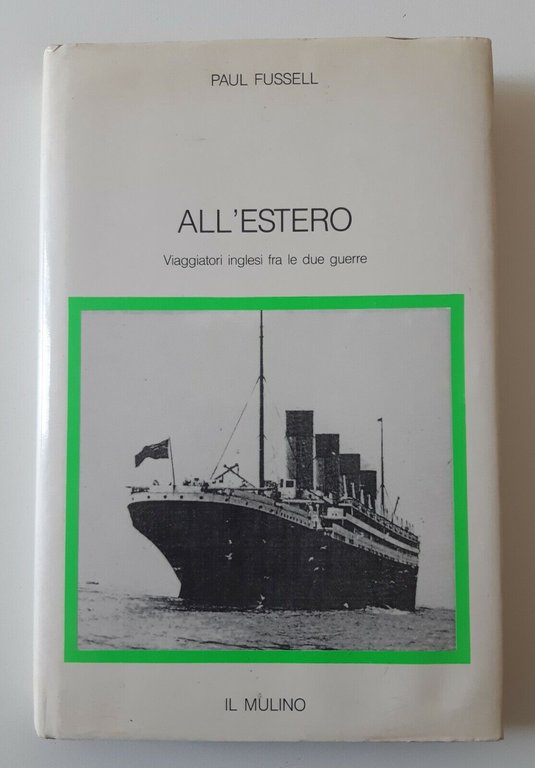 PAUL FUSSELL
ALL'ESTERO
Viaggiatori inglesi fra le due guerre
IL MULINO